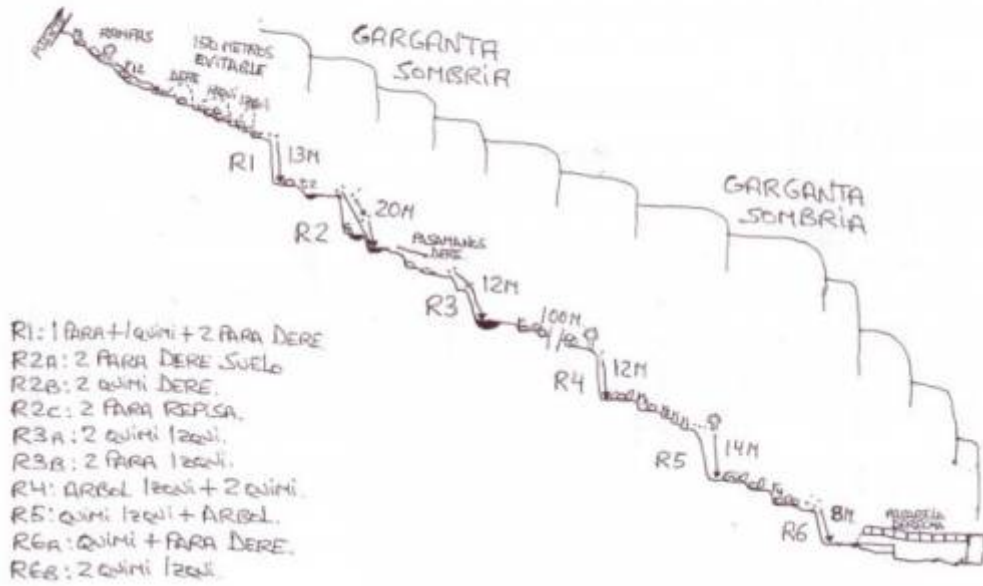 RAMPAS
150 METROS
EVITABLE
DERE
IZQUI
GARGANTA
SOMBRIA
R1
13M
R2
20M
PASAMANOS
DERE
R3
12M
100M
GARGANTA
SOMBRIA
R4
12M
R5
14M
R6
8M
R1: 1 PARA + 1 QUIMI + 2 PARA DERE
R2A: 2 PARA DERE SUELO
R2B: 2 QUIMI DERE.
R2C: 2 PARA REPISA.
R3A: 2 QUIMI IZQUI.
R3B: 2 PARA IZQUI.
R4: ARBOL IZQUI + 2 QUIMI.
R5: QUIMI IZQUI + ARBOL.
R6A: QUIMI + PARA DERE.
R6B: 2 QUIMI IZQUI.